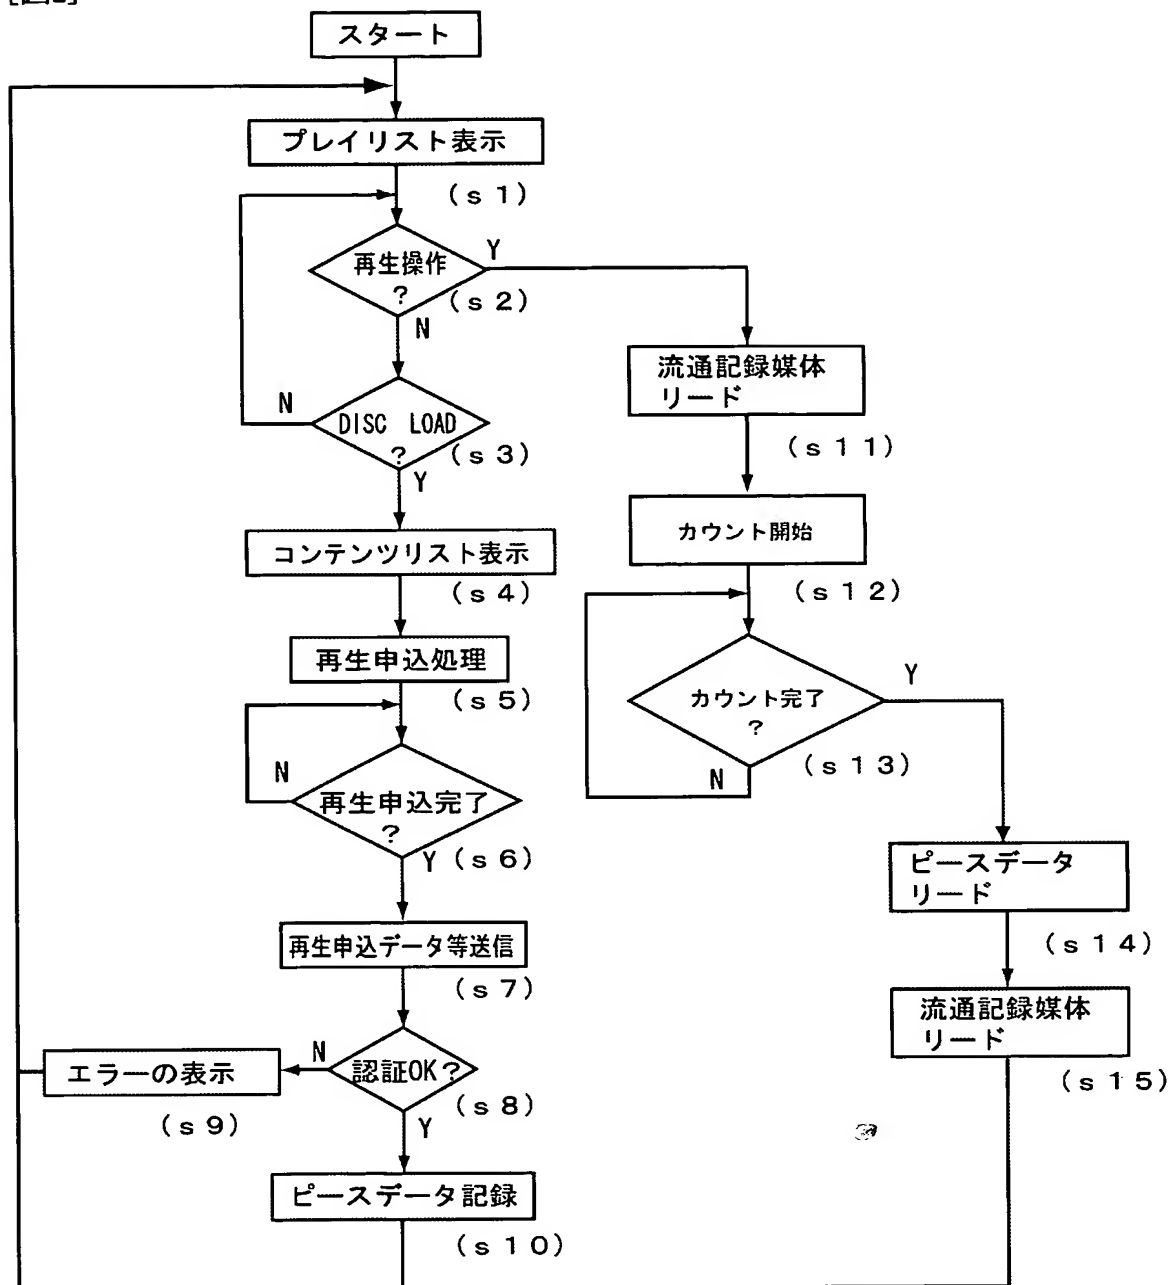 スタート
プレイリスト表示
(s1)
再生操作
?
(s2)
Y
N
DISC LOAD
?
(s3)
N
Y
コンテンツリスト表示
(s4)
再生申込処理
(s5)
再生申込完了
?
(s6)
N
Y
再生申込データ等送信
(s7)
認証OK?
(s8)
N
Y
エラーの表示
(s9)
ピースデータ記録
(s10)
流通記録媒体
リード
(s11)
カウント開始
(s12)
カウント完了
?
(s13)
Y
N
ピースデータ
リード
(s14)
流通記録媒体
リード
(s15)